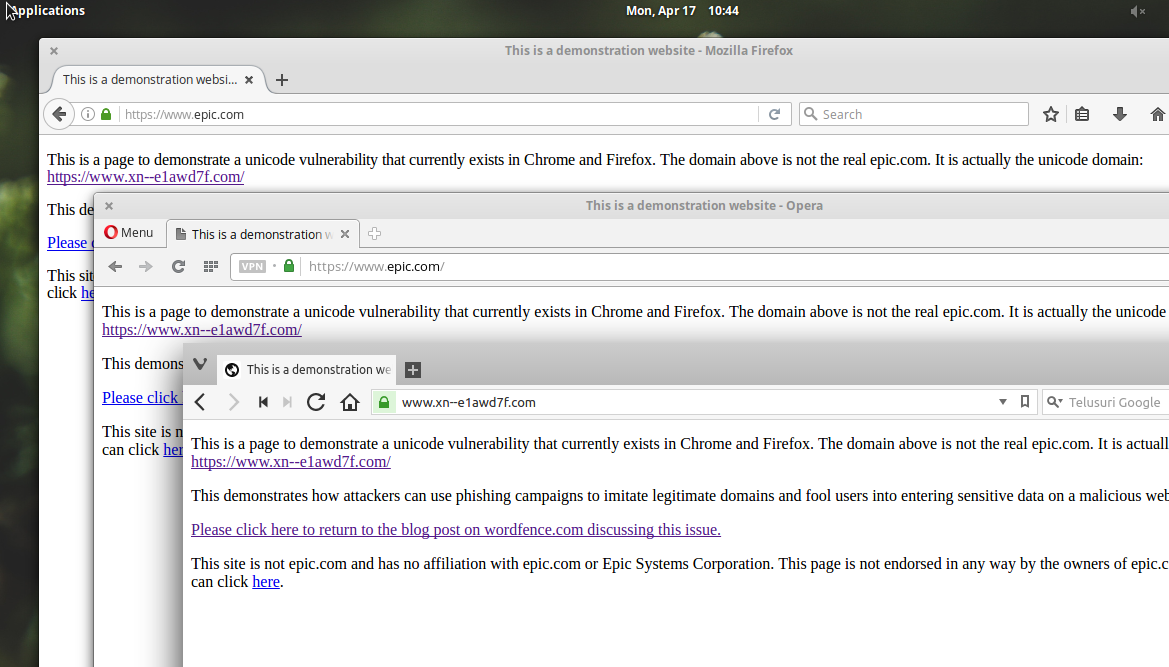 Applications
Mon, Apr 17 10:44
This is a demonstration website - Mozilla Firefox
This is a demonstration websi...
https://www.epic.com
Search
This is a page to demonstrate a unicode vulnerability that currently exists in Chrome and Firefox. The domain above is not the real epic.com. It is actually the unicode domain:
https://www.xn--e1awd7f.com/
This de
Please c
This sit
click he
This is a demonstration website - Opera
Menu
This is a demonstration w
VPN
https://www.epic.com/
This is a page to demonstrate a unicode vulnerability that currently exists in Chrome and Firefox. The domain above is not the real epic.com. It is actually the unicode
https://www.xn--e1awd7f.com/
This demons
Please click
This site is n
can click her
This is a demonstration we
www.xn--e1awd7f.com
Telusuri Google
This is a page to demonstrate a unicode vulnerability that currently exists in Chrome and Firefox. The domain above is not the real epic.com. It is actuall
https://www.xn--e1awd7f.com/
This demonstrates how attackers can use phishing campaigns to imitate legitimate domains and fool users into entering sensitive data on a malicious web
Please click here to return to the blog post on wordfence.com discussing this issue.
This site is not epic.com and has no affiliation with epic.com or Epic Systems Corporation. This page is not endorsed in any way by the owners of epic.c
can click here.